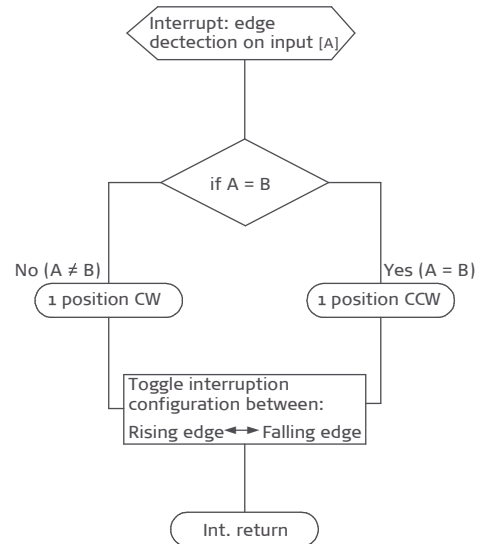 Interrupt: edge
dectection on input [A]
if A = B
No (A ≠ B)
Yes (A = B)
1 position CW
1 position CCW
Toggle interruption
configuration between:
Rising edge ↔ Falling edge
Int. return